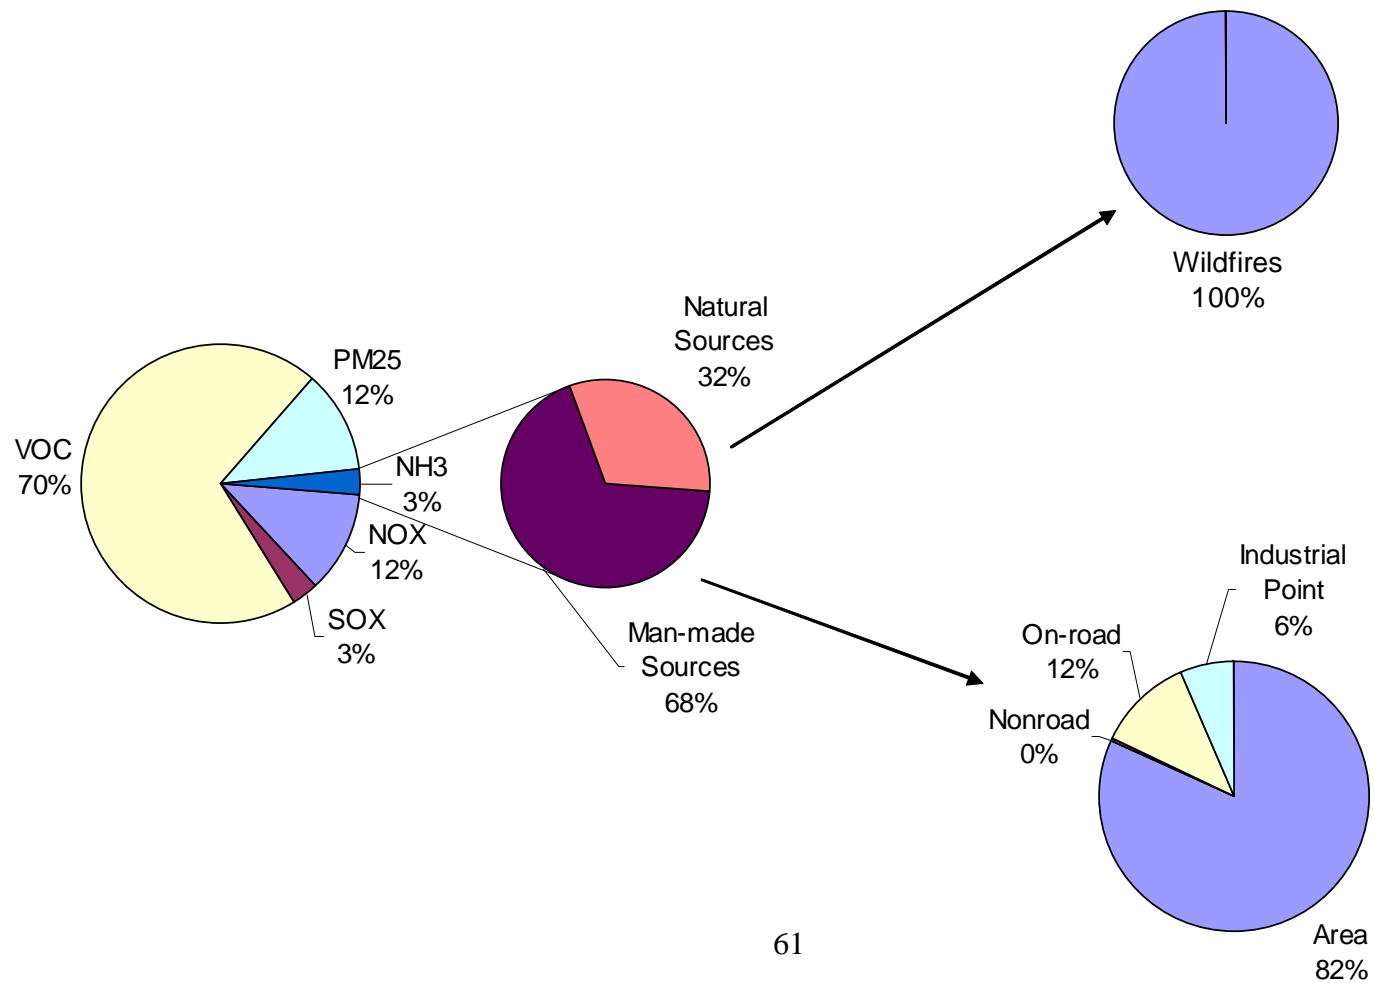 Wildfires
100%
Natural
Sources
32%
PM25
12%
VOC
70%
NH3
3%
NOX
12%
SOX
3%
Man-made
Sources
68%
Industrial
Point
6%
On-road
12%
Nonroad
0%
Area
82%
61